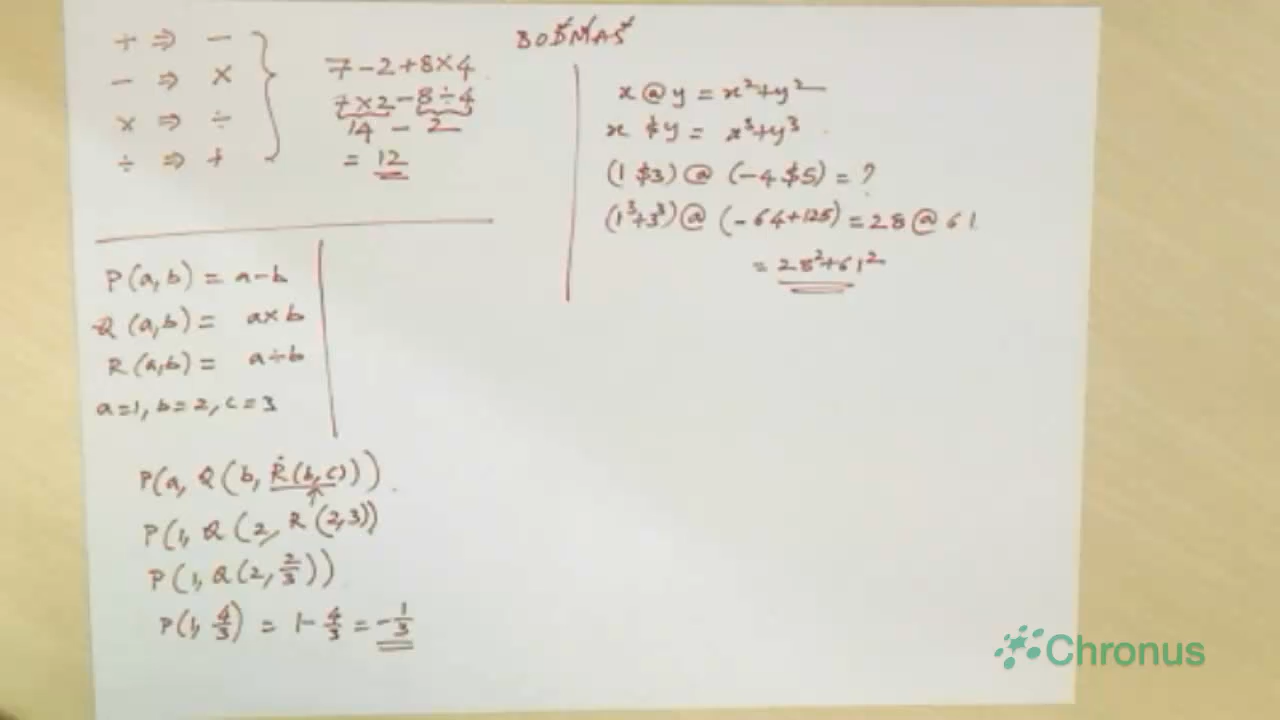 + ⇒ -
- ⇒ ×
× ⇒ ÷
÷ ⇒ +
7-2+8×4
7×2-8÷4
14 - 2
= 12
BODMAS
x @ y = x²+y²
x $ y = x³+y³
(1 $ 3) @ (-4 $ 5) = ?
(1³+3³) @ (-64+125) = 28 @ 61
= 28²+61²
P(a,b) = a-b
Q(a,b) = a×b
R(a,b) = a÷b
a=1, b=2, c=3
P(a, Q(b, R(b,c)))
P(1, Q(2, R(2,3))
P(1, Q(2, 2/3))
P(1, 4/3) = 1- 4/3 = -1/3
Chronus